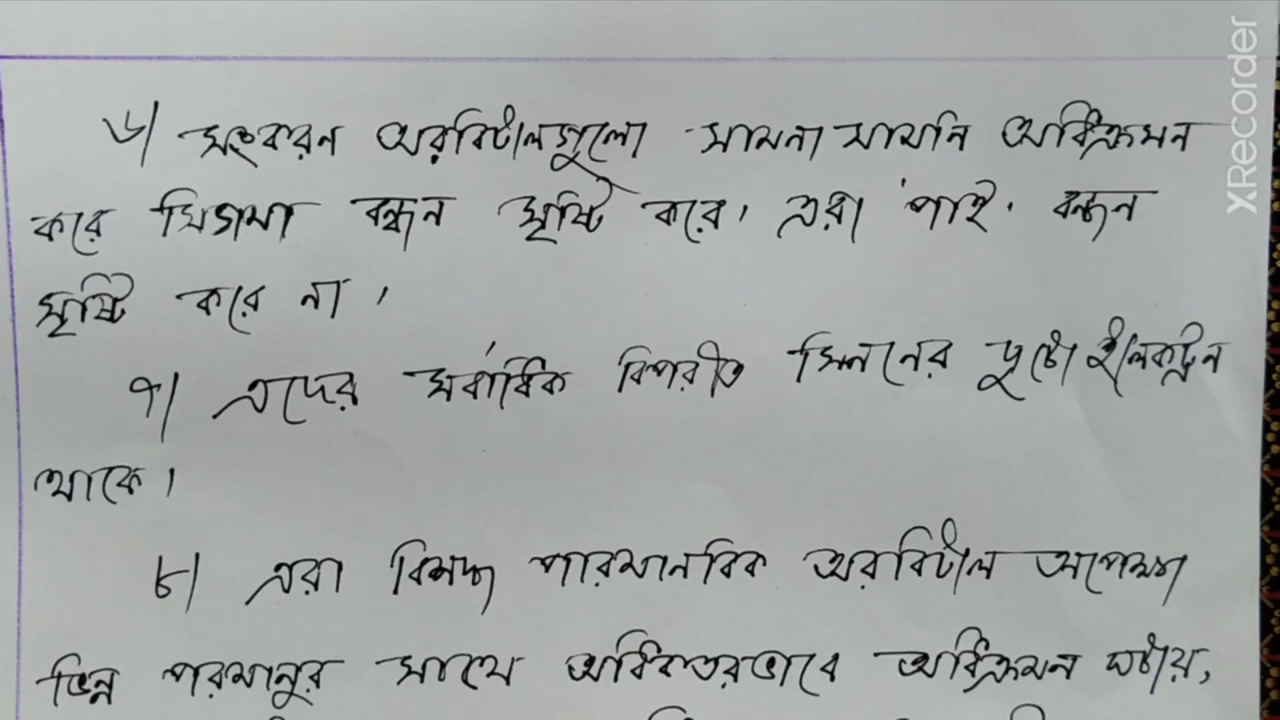 ৬| সংকরন অরবিটালগুলো সামনা সামনি অধিক্রমন
করে সিগমা বন্ধন সৃষ্টি করে। এরা পাই বন্ধন
সৃষ্টি করে না।
৭| এদের সর্বাধিক বিপরীত স্পিনের দুটো ইলেকট্রন
থাকে।
৮| এরা বিশুদ্ধ পারমানবিক অরবিটাল অপেক্ষা
ভিন্ন পরমানুর সাথে অধিকতরভাবে অধিক্রমন ঘটায়,
XRecorder